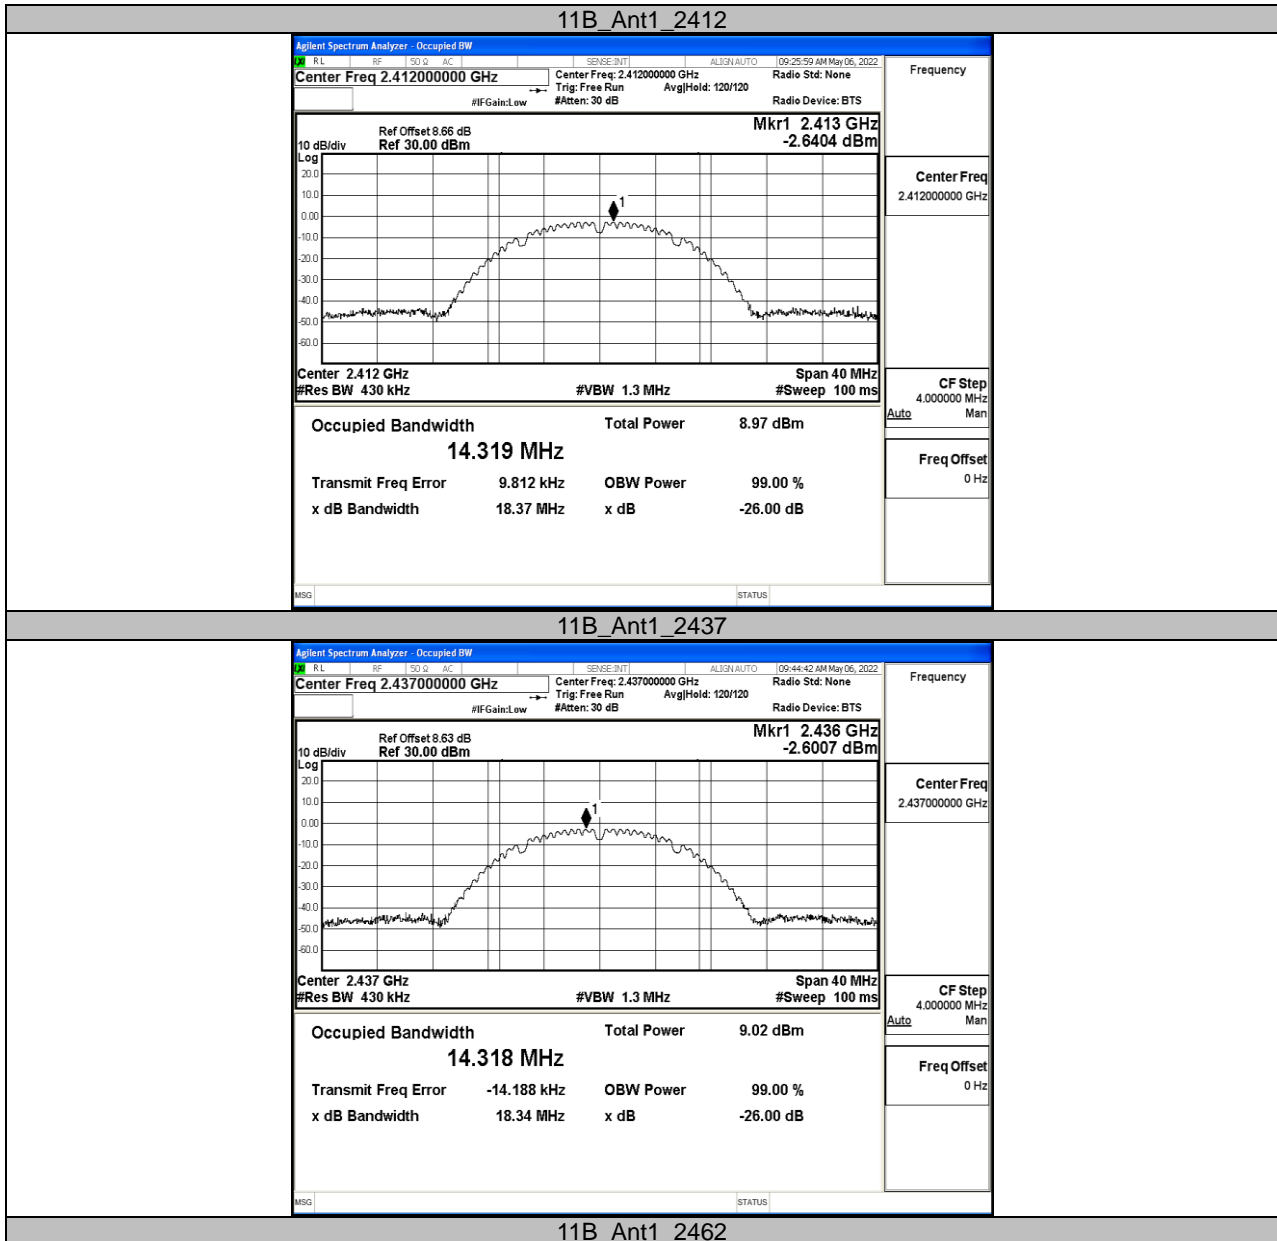 11B_Ant1_2412
Agilent Spectrum Analyzer - Occupied BW
LXI RL RF 50 Ω AC SENSE:INT ALIGN AUTO 09:25:59 AM May 06, 2022
Center Freq 2.412000000 GHz Center Freq: 2.412000000 GHz Radio Std: None
Trig: Free Run Avg|Hold: 120/120
#IFGain:Low #Atten: 30 dB Radio Device: BTS
Frequency
Ref Offset 8.66 dB Mkr1 2.413 GHz
10 dB/div Ref 30.00 dBm -2.6404 dBm
Log
20.0
10.0
0.00
-10.0
-20.0
-30.0
-40.0
-50.0
-60.0
1
Center Freq
2.412000000 GHz
Center 2.412 GHz Span 40 MHz
#Res BW 430 kHz #VBW 1.3 MHz #Sweep 100 ms
CF Step
4.000000 MHz
Auto Man
Occupied Bandwidth Total Power 8.97 dBm
14.319 MHz
Freq Offset
0 Hz
Transmit Freq Error 9.812 kHz OBW Power 99.00 %
x dB Bandwidth 18.37 MHz x dB -26.00 dB
MSG STATUS
11B_Ant1_2437
Agilent Spectrum Analyzer - Occupied BW
LXI RL RF 50 Ω AC SENSE:INT ALIGN AUTO 09:44:42 AM May 06, 2022
Center Freq 2.437000000 GHz Center Freq: 2.437000000 GHz Radio Std: None
Trig: Free Run Avg|Hold: 120/120
#IFGain:Low #Atten: 30 dB Radio Device: BTS
Frequency
Ref Offset 8.63 dB Mkr1 2.436 GHz
10 dB/div Ref 30.00 dBm -2.6007 dBm
Log
20.0
10.0
0.00
-10.0
-20.0
-30.0
-40.0
-50.0
-60.0
1
Center Freq
2.437000000 GHz
Center 2.437 GHz Span 40 MHz
#Res BW 430 kHz #VBW 1.3 MHz #Sweep 100 ms
CF Step
4.000000 MHz
Auto Man
Occupied Bandwidth Total Power 9.02 dBm
14.318 MHz
Freq Offset
0 Hz
Transmit Freq Error -14.188 kHz OBW Power 99.00 %
x dB Bandwidth 18.34 MHz x dB -26.00 dB
MSG STATUS
11B_Ant1_2462